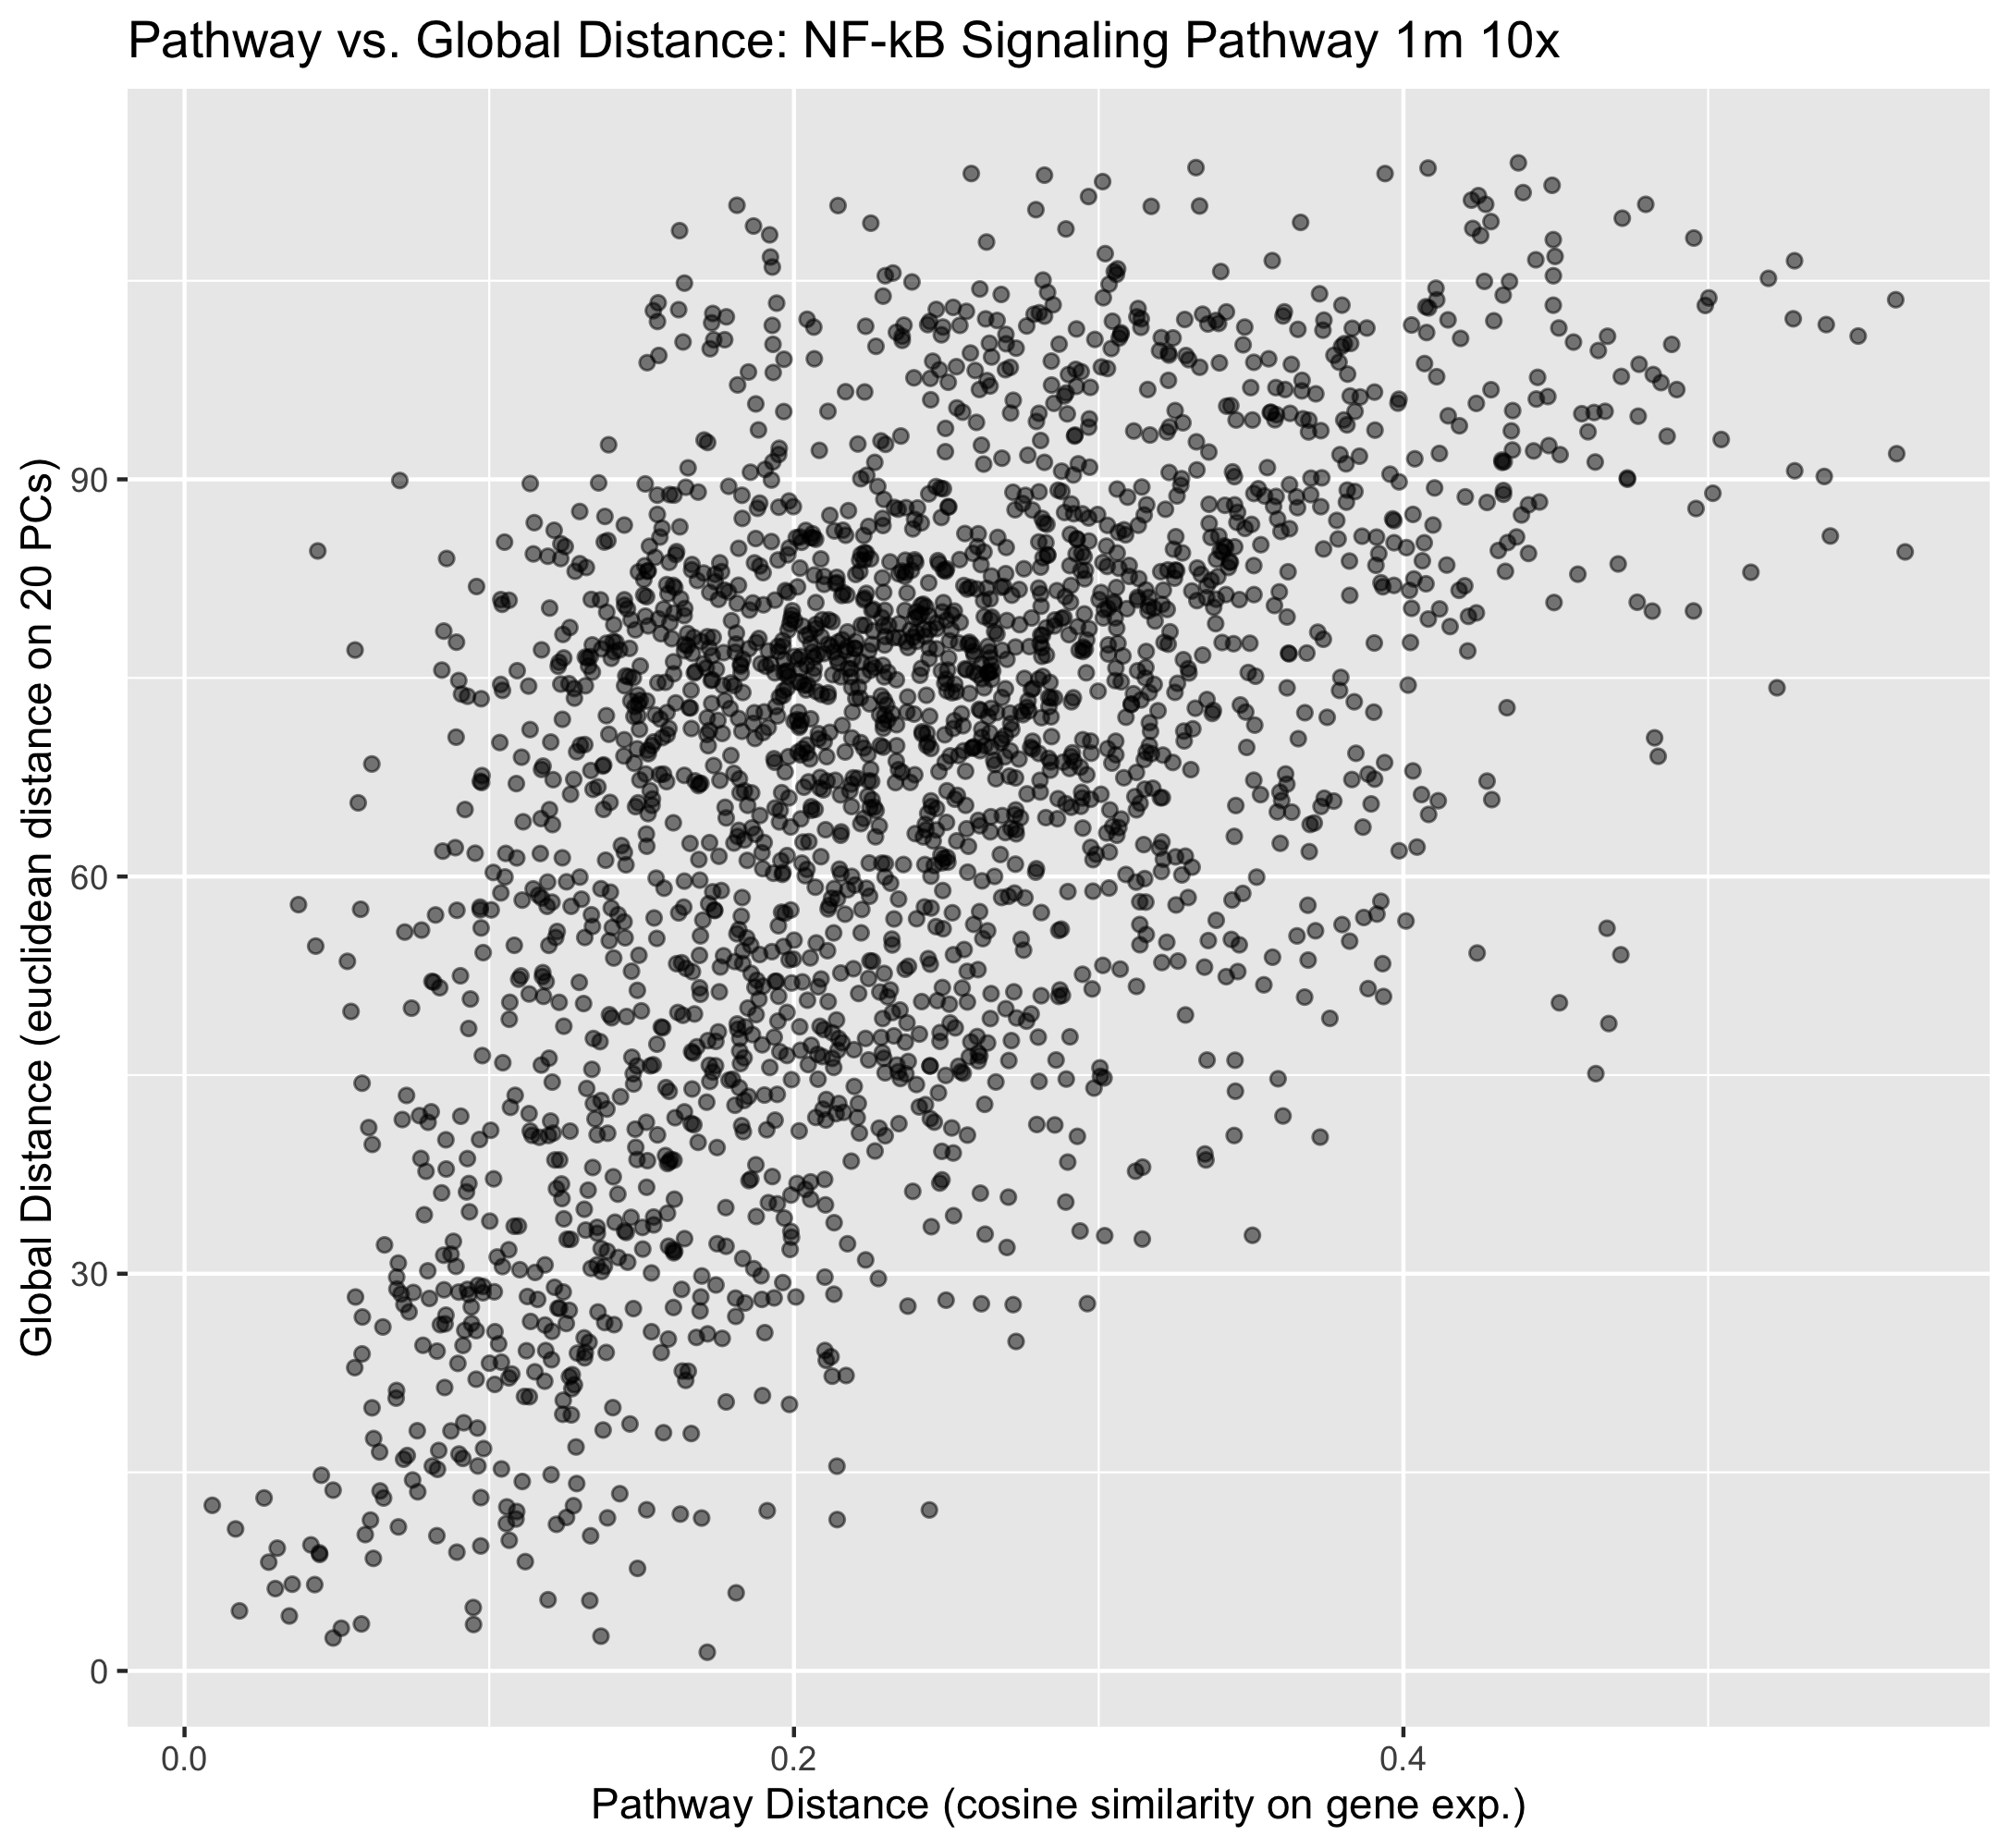 Pathway vs. Global Distance: NF-kB Signaling Pathway 1m 10x
Global Distance (euclidean distance on 20 PCs)
90
60
30
0
0.0
0.2
0.4
Pathway Distance (cosine similarity on gene exp.)